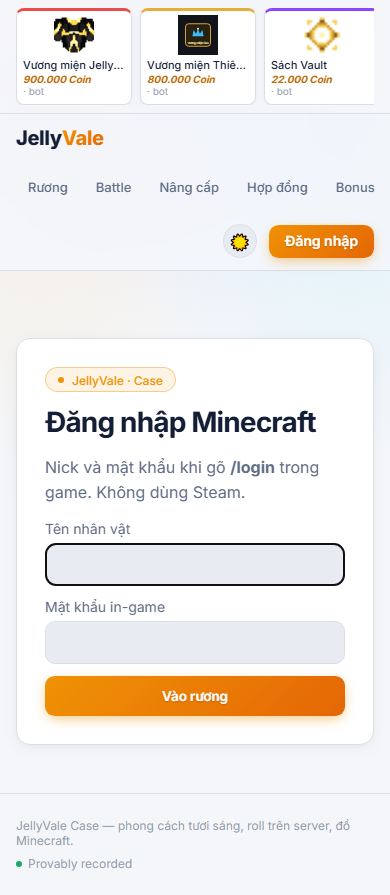 Vương miện Jelly...
900.000 Coin
· bot
Vương miện Thiê...
800.000 Coin
· bot
Sách Vault
22.000 Coin
· bot
JellyVale
Rương
Battle
Nâng cấp
Hợp đồng
Bonus
Đăng nhập
JellyVale · Case
Đăng nhập Minecraft
Nick và mật khẩu khi gõ /login trong
game. Không dùng Steam.
Tên nhân vật
Mật khẩu in-game
Vào rương
JellyVale Case — phong cách tươi sáng, roll trên server, đồ
Minecraft.
Provably recorded